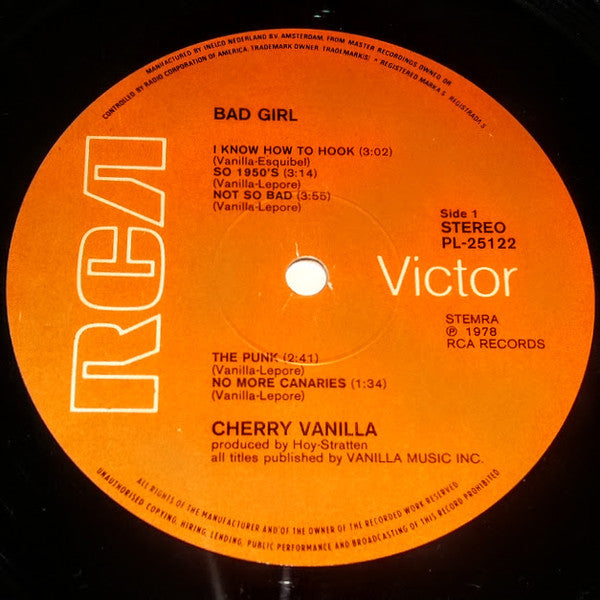 MANUFACTURED BY INELCO NEDERLAND B.V. AMSTERDAM, FROM MASTER RECORDINGS OWNED OR
CONTROLLED BY RADIO CORPORATION OF AMERICA, TRADEMARK OWNER. TRADEMARK(S) ® REGISTERED MARKA S REGISTRADA S
RCA
BAD GIRL
I KNOW HOW TO HOOK (3:02)
(Vanilla-Esquibel)
SO 1950'S (3:14)
(Vanilla-Lepore)
NOT SO BAD (3:55)
(Vanilla-Lepore)
Side 1
STEREO
PL-25122
Victor
STEMRA
℗ 1978
RCA RECORDS
THE PUNK (2:41)
(Vanilla-Lepore)
NO MORE CANARIES (1:34)
(Vanilla-Lepore)
CHERRY VANILLA
produced by Hoy-Stratten
all titles published by VANILLA MUSIC INC.
ALL RIGHTS OF THE MANUFACTURER AND OF THE OWNER OF THE RECORDED WORK RESERVED
UNAUTHORISED COPYING, HIRING, LENDING, PUBLIC PERFORMANCE AND BROADCASTING OF THIS RECORD PROHIBITED